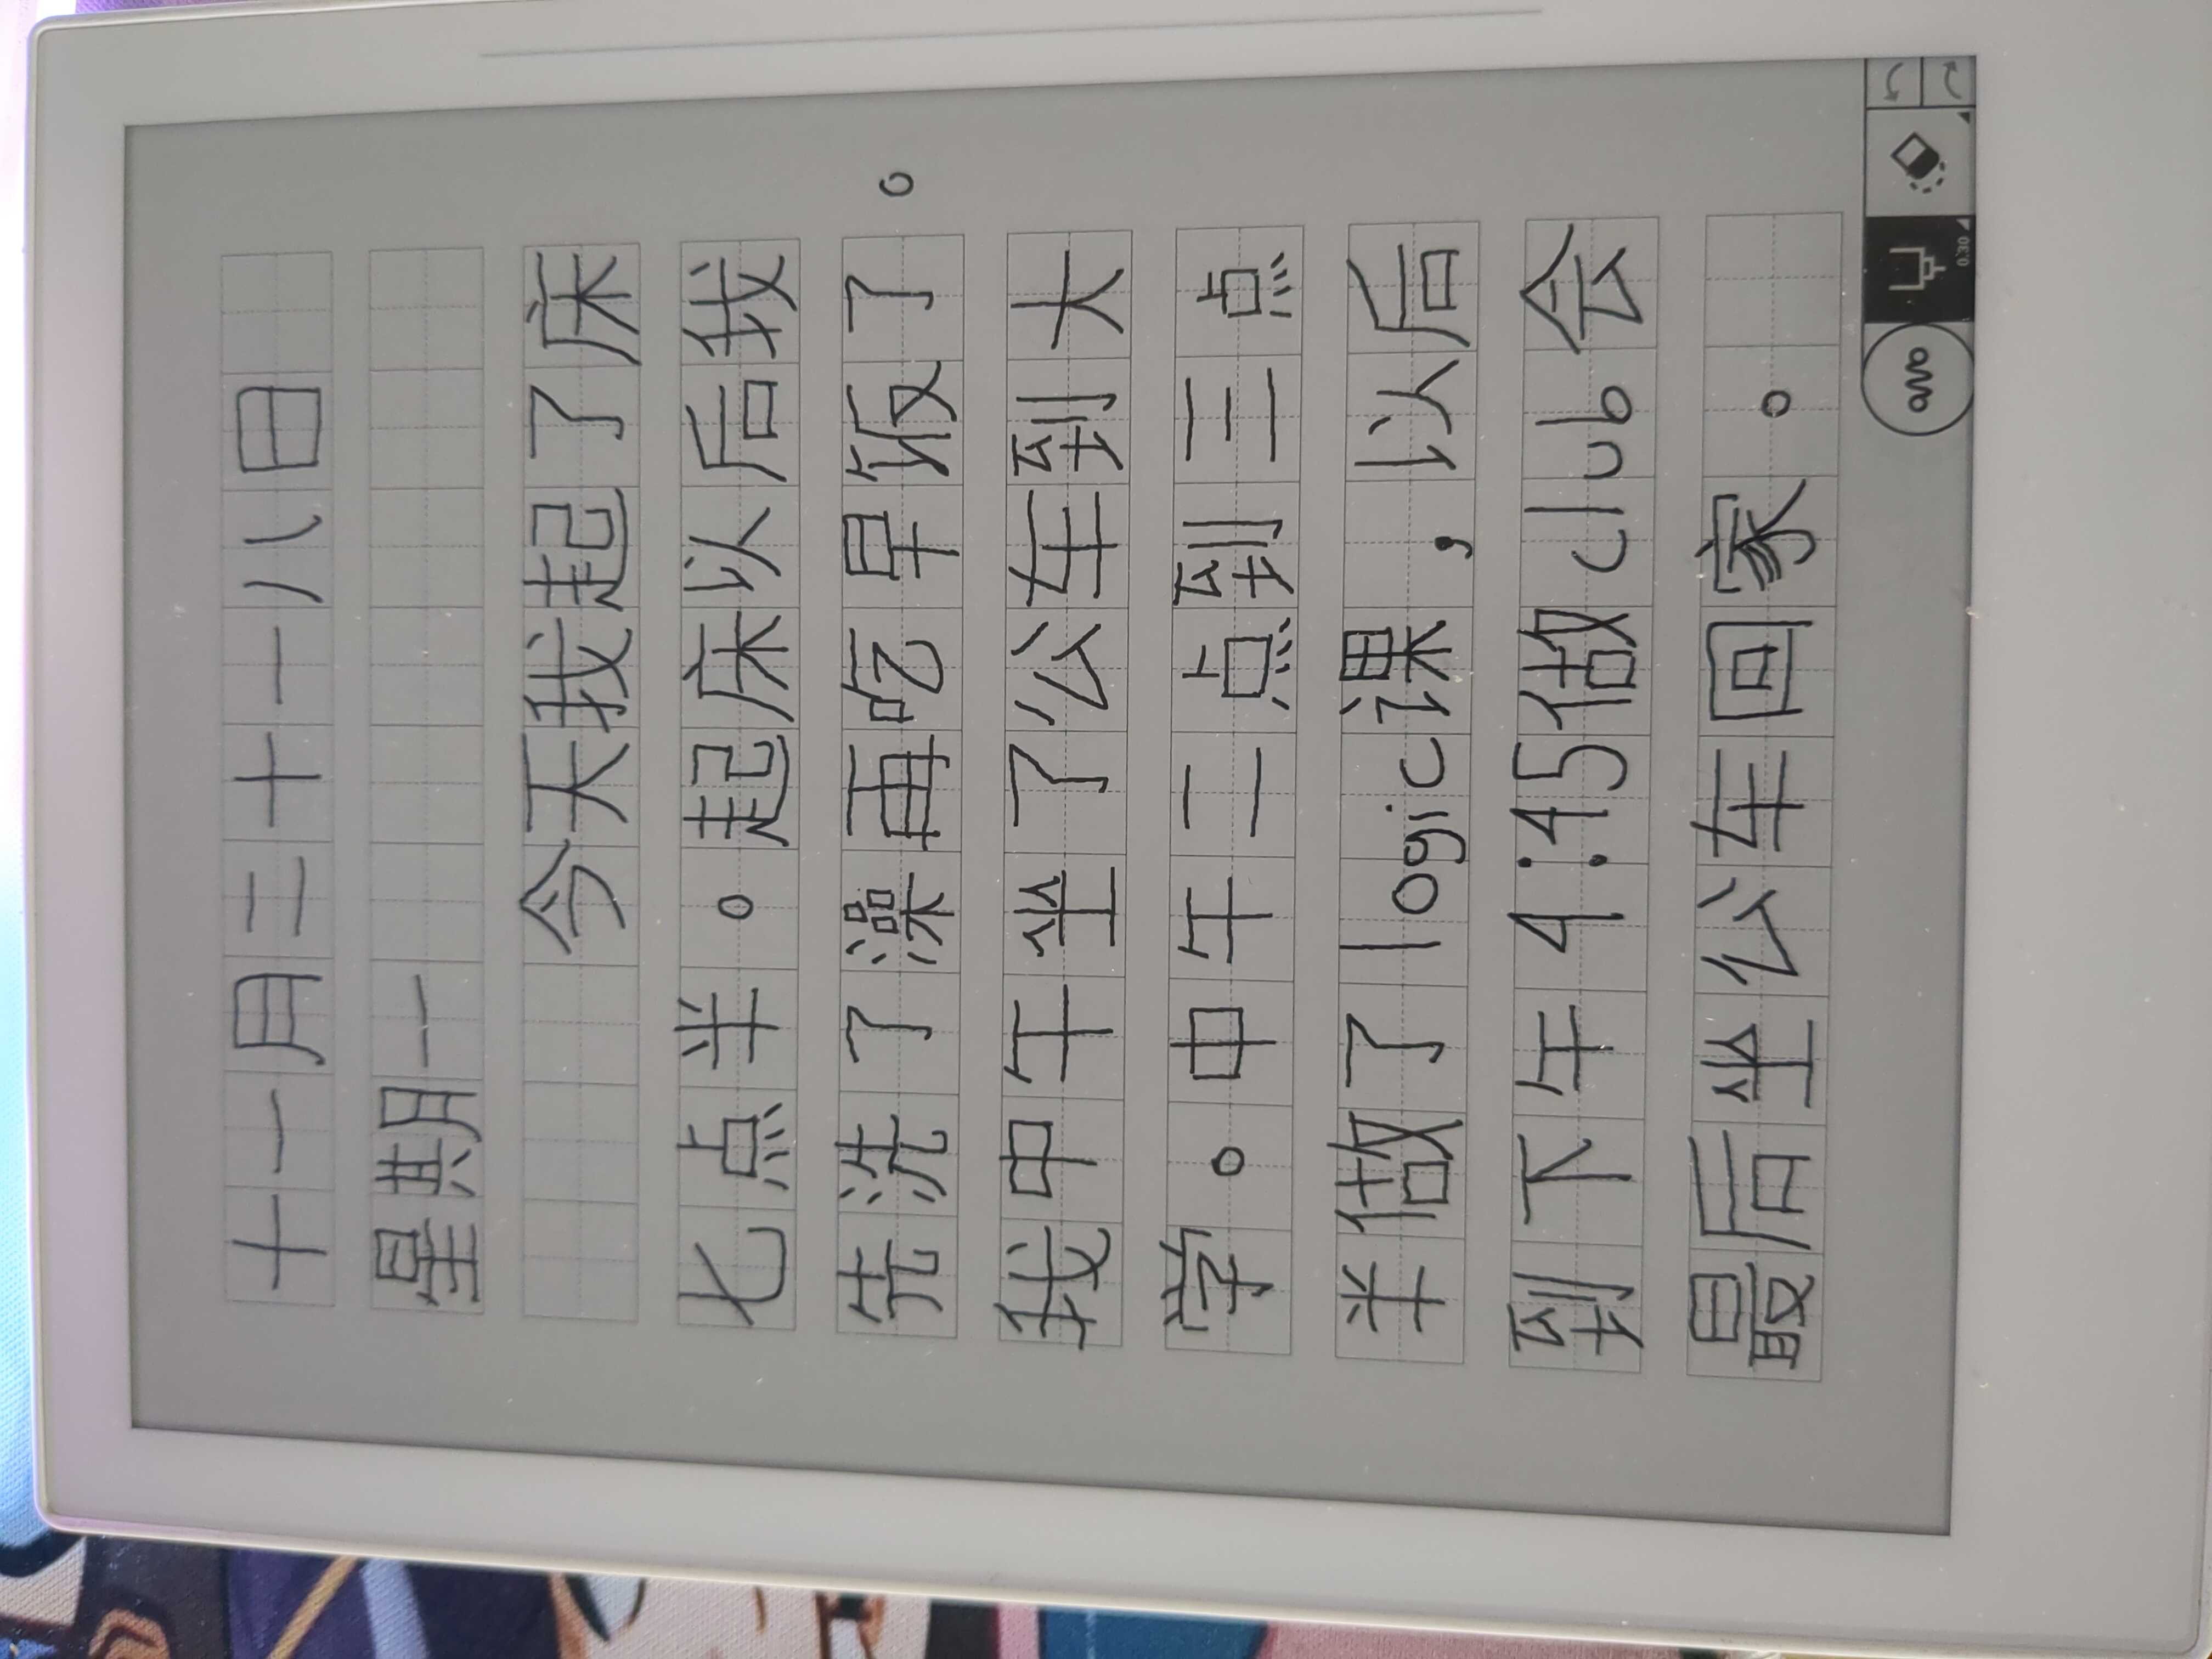 十一月二十一八日
星期一
今天我起了床
七点半。起床以后我
先洗了澡再吃早饭了。
我中午坐了公车到大
学。中午二点到三点
半做了logic课,以后
到下午4:45做club会
最后坐公车回家。
0.30